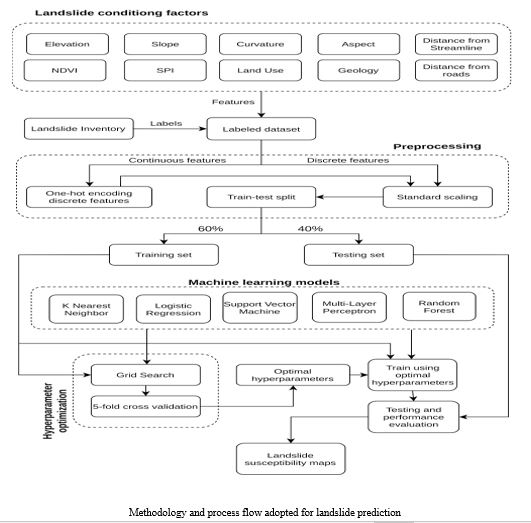 Landslide conditiong factors
Elevation
Slope
Curvature
Aspect
Distance from
Streamline
NDVI
SPI
Land Use
Geology
Distance from
roads
Features
Landslide Inventory
Labels
Labeled dataset
Preprocessing
Continuous features
Discrete features
One-hot encoding
discrete features
Train-test split
Standard scaling
60%
40%
Training set
Testing set
Machine learning models
K Nearest
Neighbor
Logistic
Regression
Support Vector
Machine
Multi-Layer
Perceptron
Random
Forest
Hyperparameter
optimization
Grid Search
5-fold cross validation
Optimal
hyperparameters
Train using
optimal
hyperparameters
Testing and
performance
evaluation
Landslide
susceptibility maps
Methodology and process flow adopted for landslide prediction